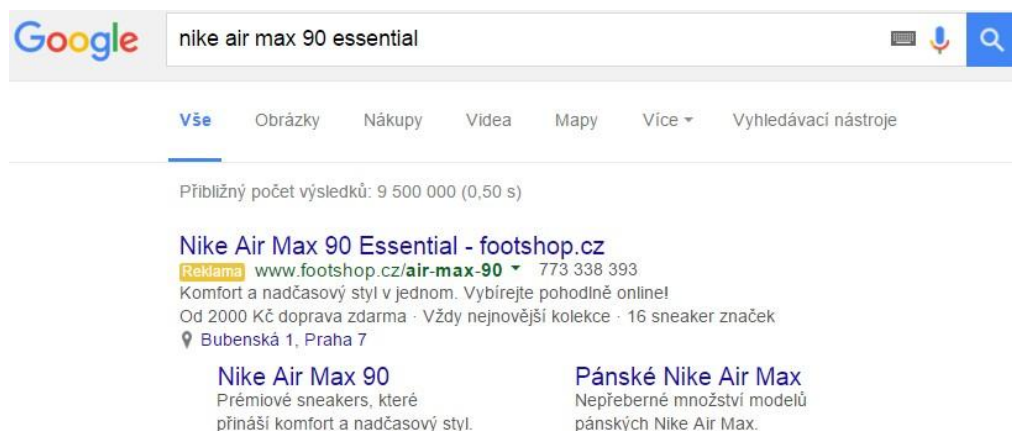 Google nike air max 90 essential
Vše Obrázky Nákupy Videa Mapy Více Vyhledávací nástroje
Přibližný počet výsledků: 9 500 000 (0,50 s)
Nike Air Max 90 Essential - footshop.cz
Reklama www.footshop.cz/air-max-90 773 338 393
Komfort a nadčasový styl v jednom. Vybírejte pohodlně online!
Od 2000 Kč doprava zdarma · Vždy nejnovější kolekce · 16 sneaker značek
Bubenská 1, Praha 7
Nike Air Max 90
Prémiové sneakers, které
přináší komfort a nadčasový styl.
Pánské Nike Air Max
Nepřeberné množství modelů
pánských Nike Air Max.